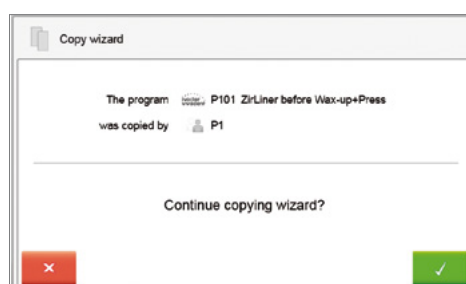 Copy wizard
The program P101 ZirLiner before Wax-up+Press
was copied by P1
Continue copying wizard?